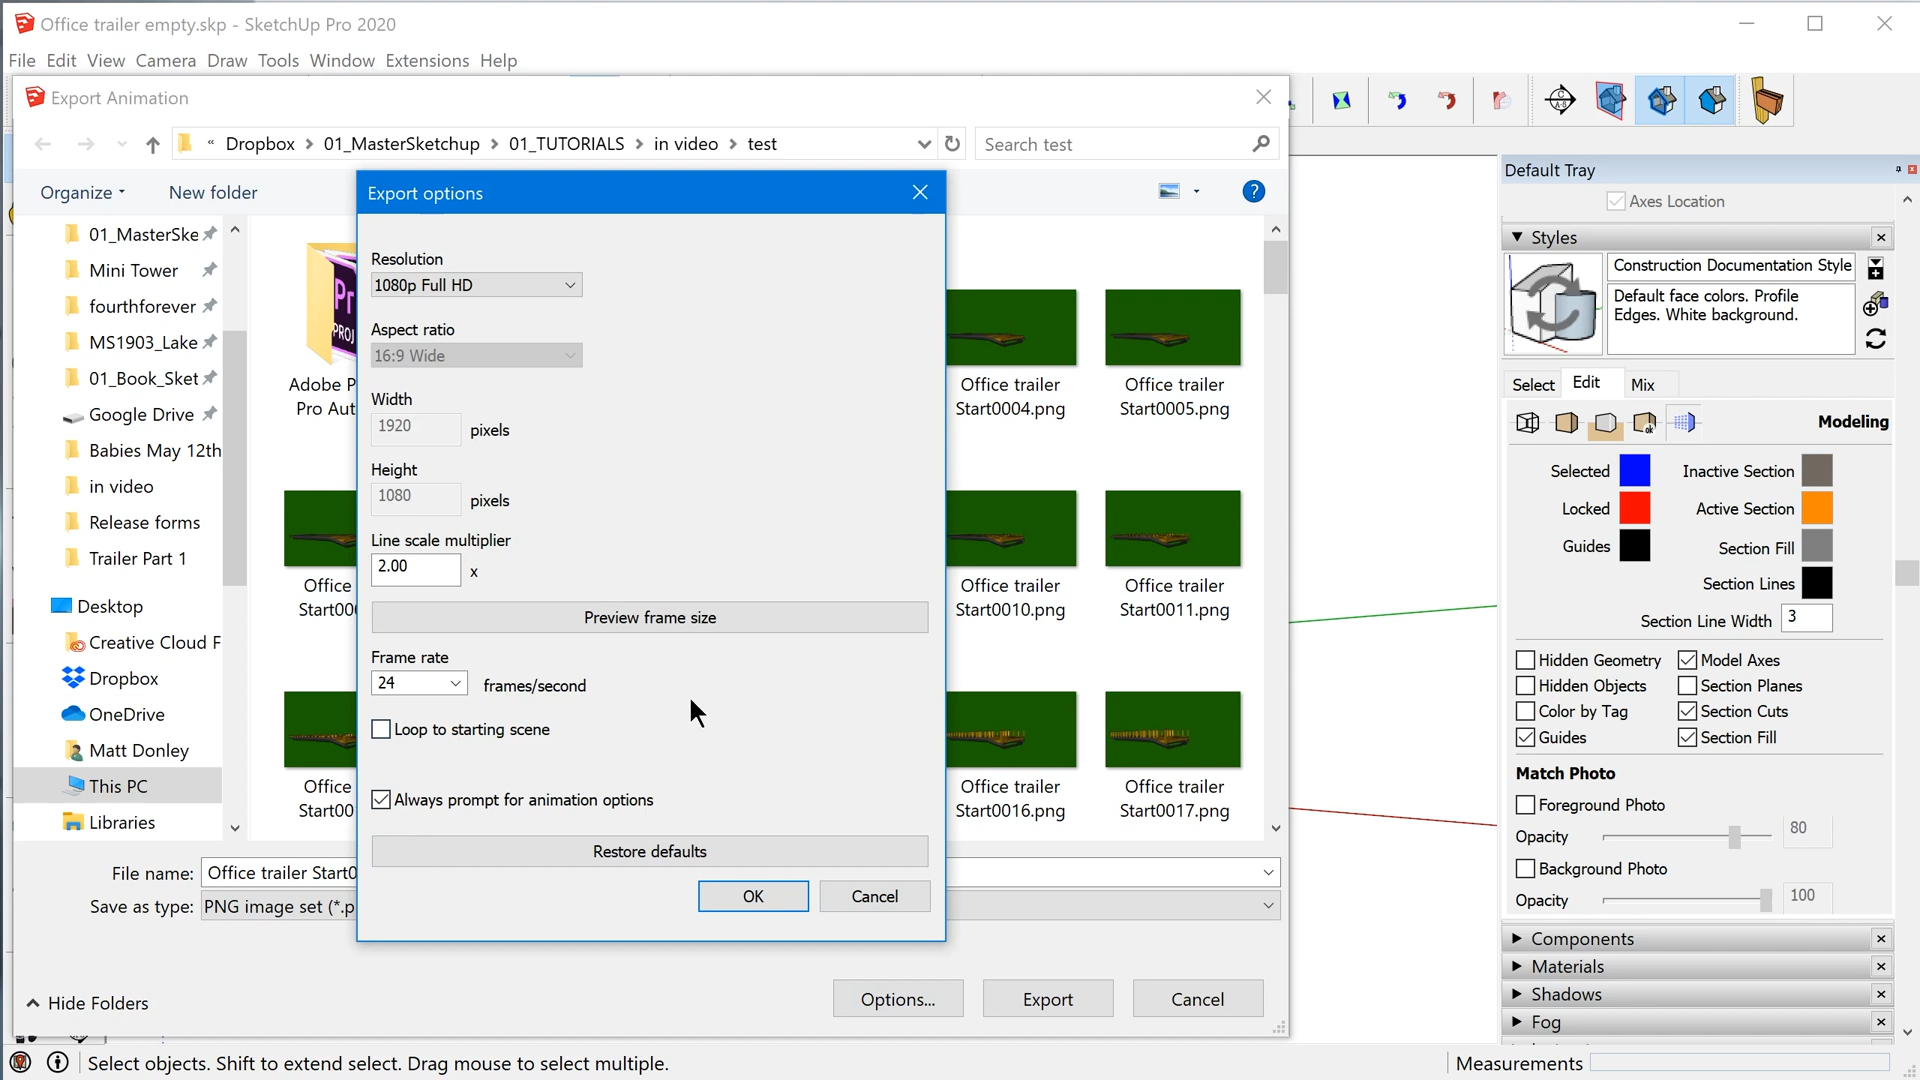 Office trailer empty.skp - SketchUp Pro 2020
File Edit View Camera Draw Tools Window Extensions Help
Export Animation
« Dropbox > 01_MasterSketchup > 01_TUTORIALS > in video > test
Search test
Organize
New folder
?
Export options
01_MasterSke
Mini Tower
fourthforever
MS1903_Lake
01_Book_Sket
Google Drive
Babies May 12th
in video
Release forms
Trailer Part 1
Desktop
Creative Cloud F
Dropbox
OneDrive
Matt Donley
This PC
Libraries
Pr
PROJ
Adobe P
Pro Aut
Office trailer
Start0004.png
Office trailer
Start0005.png
Office
Start00
Office trailer
Start0010.png
Office trailer
Start0011.png
Office
Start00
Office trailer
Start0016.png
Office trailer
Start0017.png
Resolution
1080p Full HD
Aspect ratio
16:9 Wide
Width
1920 pixels
Height
1080 pixels
Line scale multiplier
2.00 x
Preview frame size
Frame rate
24 frames/second
Loop to starting scene
Always prompt for animation options
Restore defaults
OK
Cancel
File name: Office trailer Start0
Save as type: PNG image set (*.p
Hide Folders
Options...
Export
Cancel
Default Tray
Axes Location
Styles
Construction Documentation Style
Default face colors. Profile
Edges. White background.
Select Edit Mix
Modeling
Selected
Inactive Section
Locked
Active Section
Guides
Section Fill
Section Lines
Section Line Width 3
Hidden Geometry
Model Axes
Hidden Objects
Section Planes
Color by Tag
Section Cuts
Guides
Section Fill
Match Photo
Foreground Photo
Opacity 80
Background Photo
Opacity 100
Components
Materials
Shadows
Fog
Select objects. Shift to extend select. Drag mouse to select multiple.
Measurements